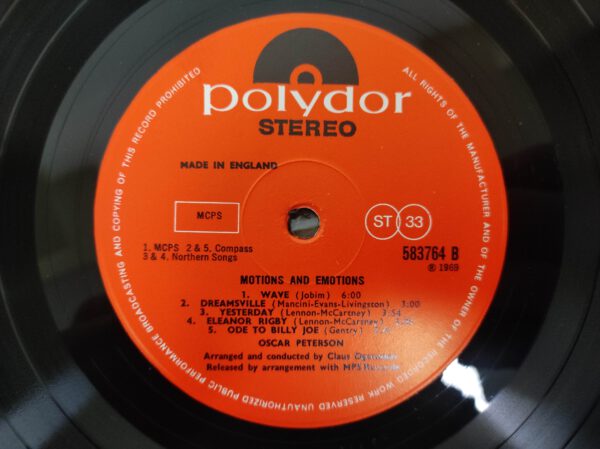 polydor
STEREO
MADE IN ENGLAND
MCPS
ST 33
1. MCPS 2 & 5. Compass
3 & 4. Northern Songs
583764 B
℗ 1969
MOTIONS AND EMOTIONS
1. WAVE (Jobim) 6:00
2. DREAMSVILLE (Mancini-Evans-Livingston) 3:00
3. YESTERDAY (Lennon-McCartney) 3:54
4. ELEANOR RIGBY (Lennon-McCartney)
5. ODE TO BILLY JOE (Gentry)
OSCAR PETERSON
Arranged and conducted by Claus
Released by arrangement with MPS Records
ALL RIGHTS OF THE MANUFACTURER AND OF THE OWNER OF THE RECORDED WORK RESERVED UNAUTHORIZED PUBLIC PERFORMANCE BROADCASTING AND COPYING OF THIS RECORD PROHIBITED